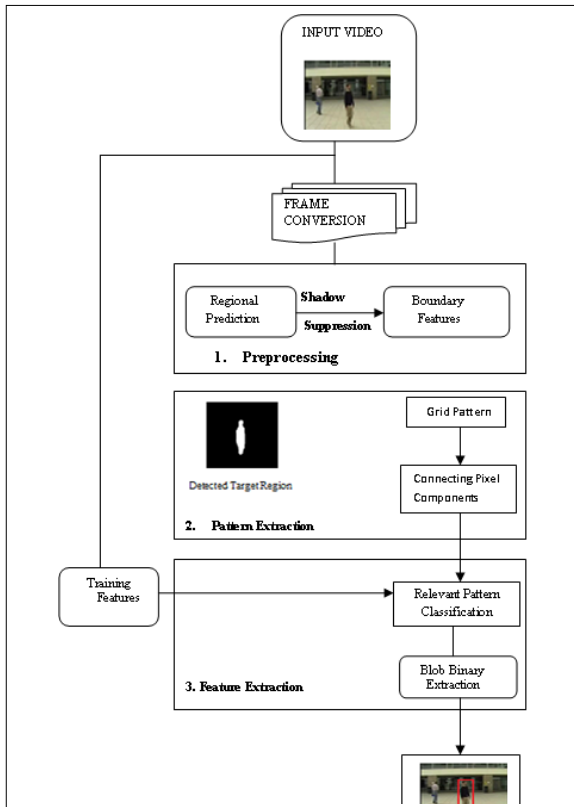 INPUT VIDEO
FRAME
CONVERSION
Regional
Prediction
Shadow
Suppression
Boundary
Features
1. Preprocessing
Grid Pattern
Detected Target Region
Connecting Pixel
Components
2. Pattern Extraction
Training
Features
Relevant Pattern
Classification
Blob Binary
Extraction
3. Feature Extraction